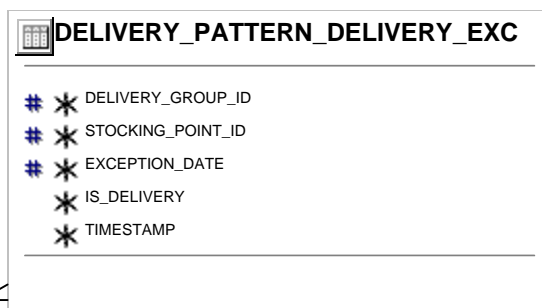 DELIVERY_PATTERN_DELIVERY_EXC
# * DELIVERY_GROUP_ID
# * STOCKING_POINT_ID
# * EXCEPTION_DATE
* IS_DELIVERY
* TIMESTAMP